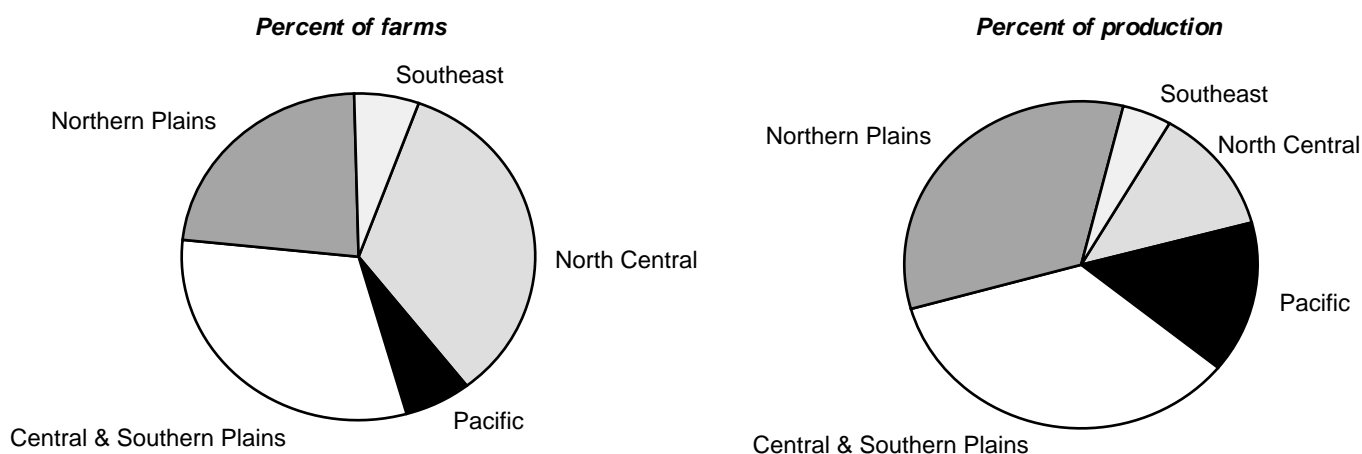 Percent of farms
Southeast
Northern Plains
North Central
Pacific
Central & Southern Plains
Percent of production
Southeast
Northern Plains
North Central
Pacific
Central & Southern Plains